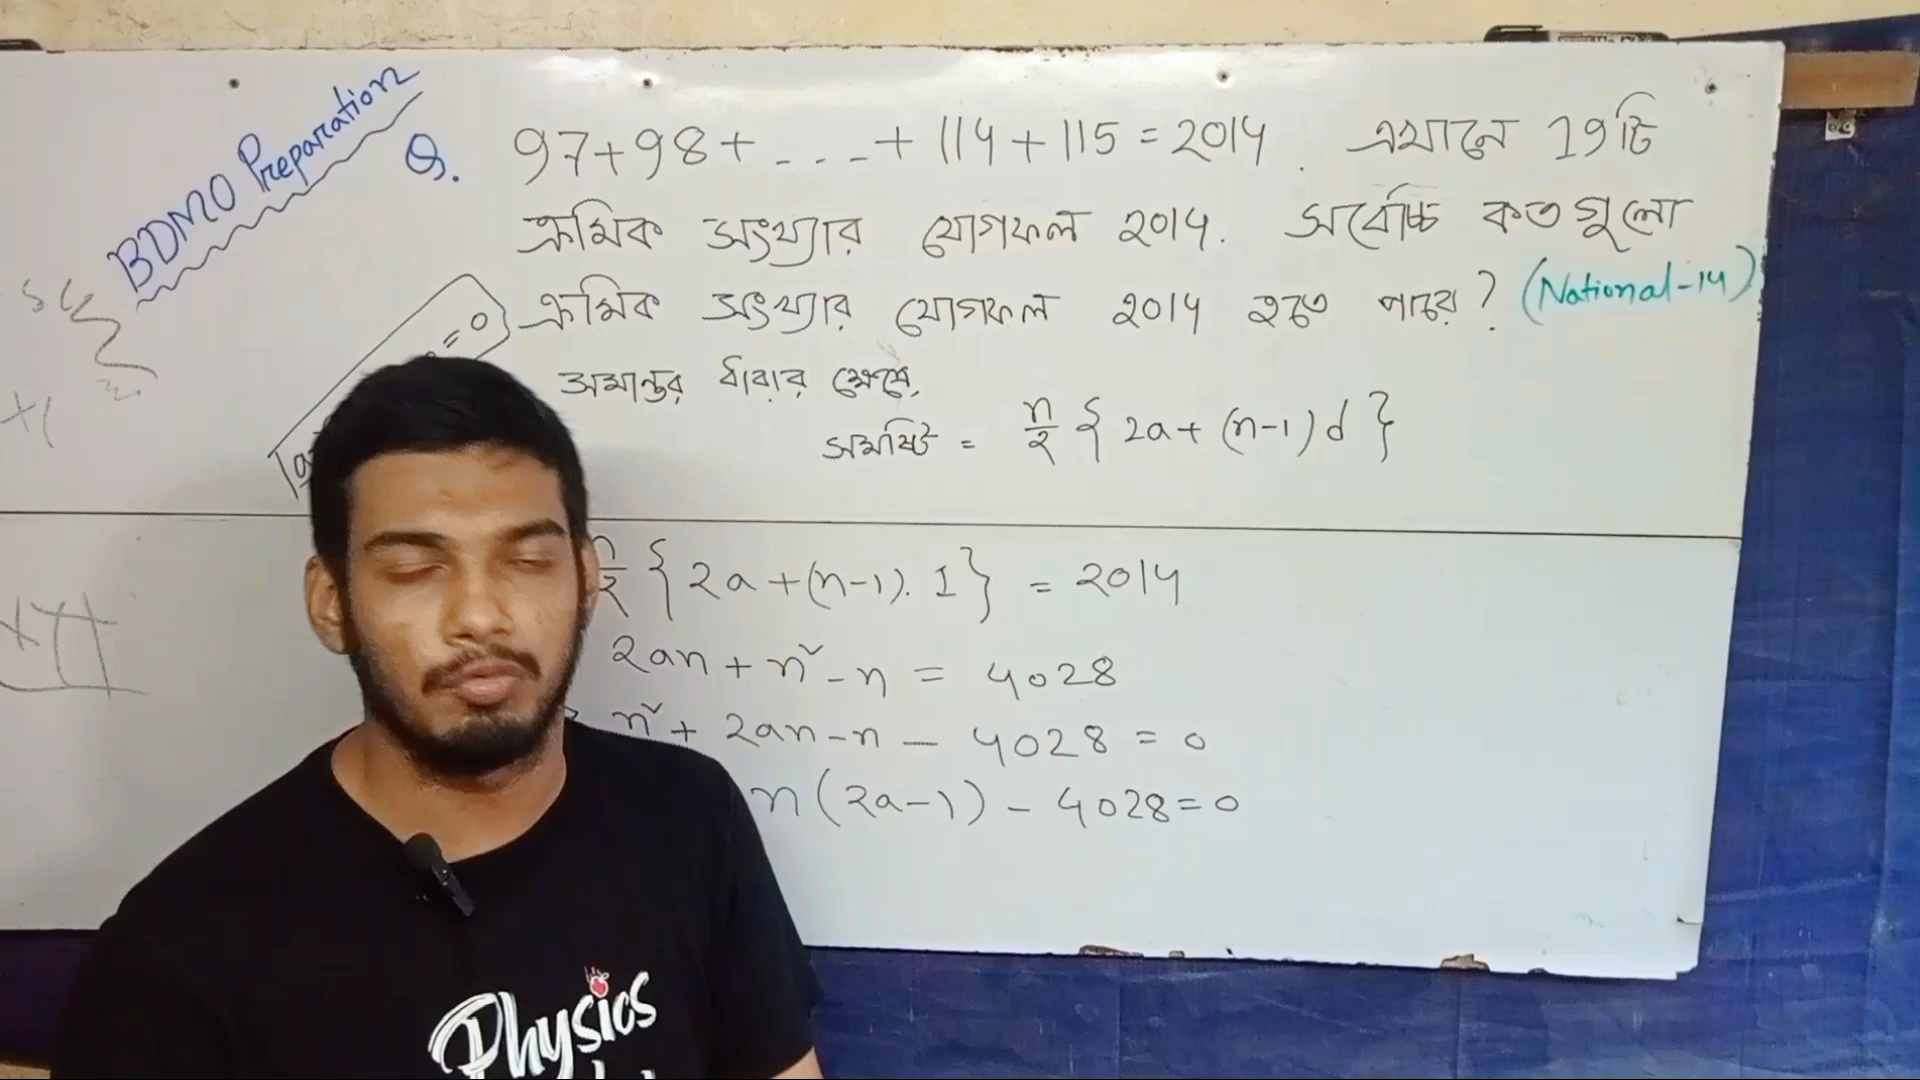 BDMO Preparation
Q. 97+98+ - - - + 114 + 115 = 2014. এখানে 19টি
ক্রমিক সংখ্যার যোগফল 2014. সর্বোচ্চ কতগুলো
ক্রমিক সংখ্যার যোগফল 2014 হতে পারে? (National-14)
= 0
সমান্তর ধারার ক্ষেত্রে,
সমষ্টি = n/2 { 2a + (n-1) d }
n/2 { 2a + (n-1). 1 } = 2014
2an + n² - n = 4028
n² + 2an - n - 4028 = 0
n (2a-1) - 4028 = 0
Physics